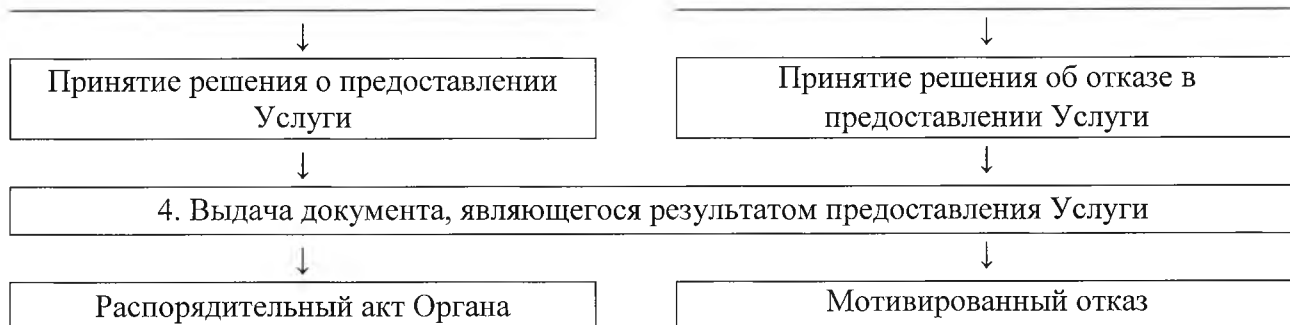 Принятие решения о предоставлении
Услуги
Принятие решения об отказе в
предоставлении Услуги
4. Выдача документа, являющегося результатом предоставления Услуги
Распорядительный акт Органа
Мотивированный отказ